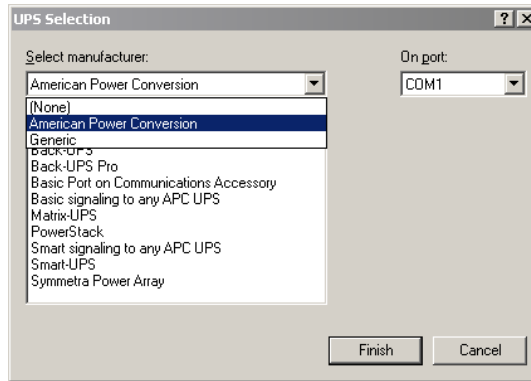 UPS Selection
Select manufacturer:
On port:
American Power Conversion
COM1
(None)
American Power Conversion
Generic
Back-UPS
Back-UPS Pro
Basic Port on Communications Accessory
Basic signaling to any APC UPS
Matrix-UPS
PowerStack
Smart signaling to any APC UPS
Smart-UPS
Symmetra Power Array
Finish
Cancel